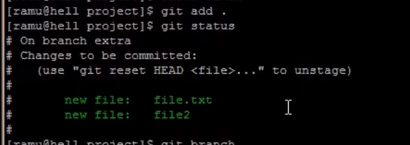 [ramu@hell project]$ git add .
[ramu@hell project]$ git status
# On branch extra
# Changes to be committed:
#   (use "git reset HEAD <file>..." to unstage)
#
#       new file:   file.txt
#       new file:   file2
#
[ramu@hell project]$ git branch